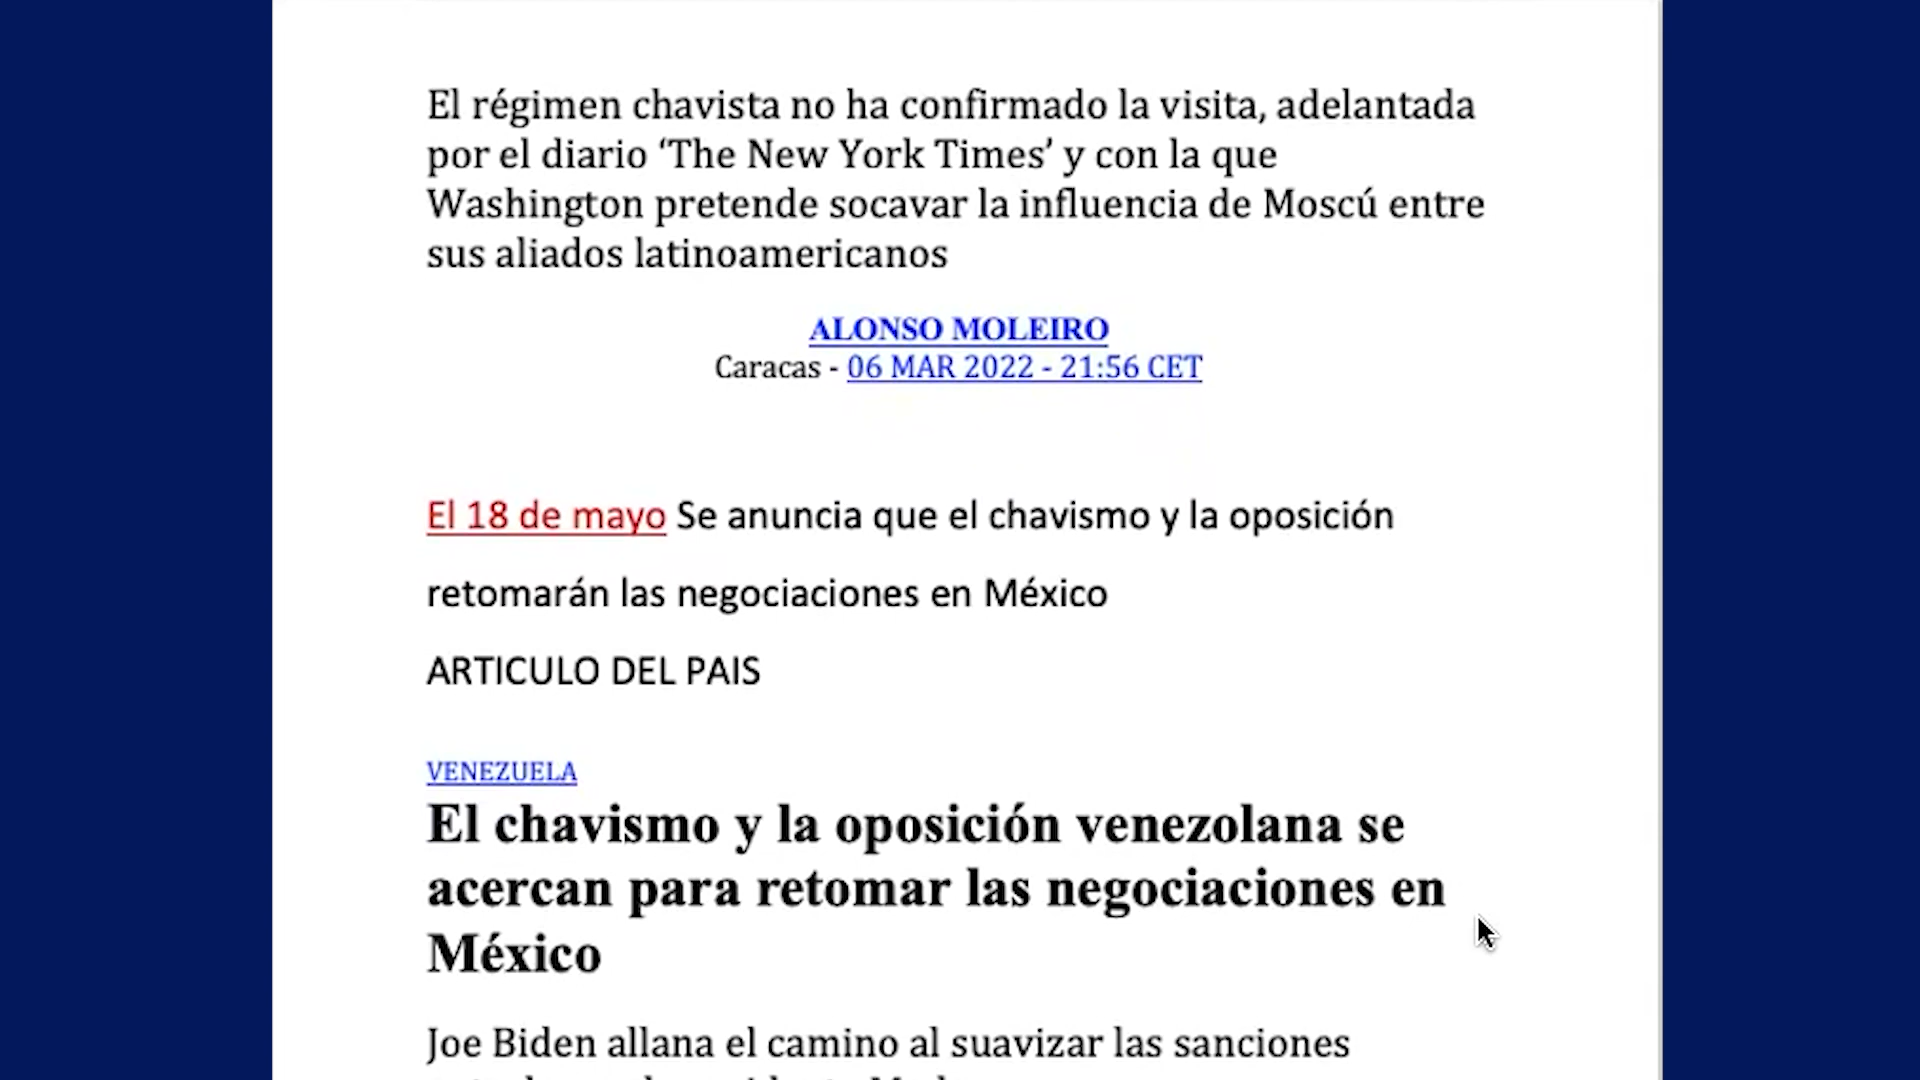 El régimen chavista no ha confirmado la visita, adelantada
por el diario ‘The New York Times’ y con la que
Washington pretende socavar la influencia de Moscú entre
sus aliados latinoamericanos
ALONSO MOLEIRO
Caracas - 06 MAR 2022 - 21:56 CET
El 18 de mayo Se anuncia que el chavismo y la oposición
retomarán las negociaciones en México
ARTICULO DEL PAIS
VENEZUELA
El chavismo y la oposición venezolana se
acercan para retomar las negociaciones en
México
Joe Biden allana el camino al suavizar las sanciones